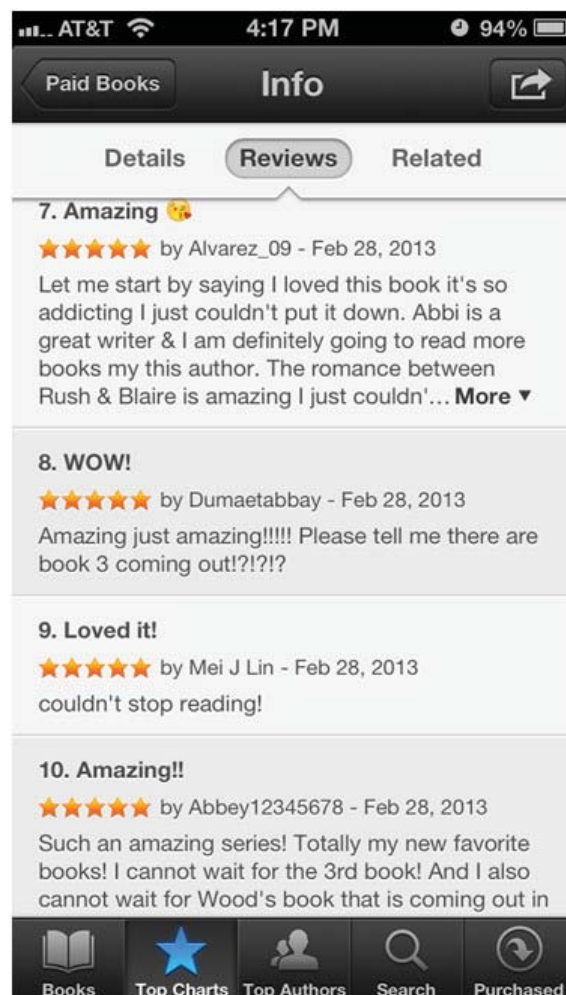 AT&T 4:17 PM 94%
Paid Books Info
Details Reviews Related
7. Amazing 😘
by Alvarez_09 - Feb 28, 2013
Let me start by saying I loved this book it's so
addicting I just couldn't put it down. Abbi is a
great writer & I am definitely going to read more
books my this author. The romance between
Rush & Blaire is amazing I just couldn'... More ▼
8. WOW!
by Dumaetabbay - Feb 28, 2013
Amazing just amazing!!!!! Please tell me there are
book 3 coming out!?!?!?
9. Loved it!
by Mei J Lin - Feb 28, 2013
couldn't stop reading!
10. Amazing!!
by Abbey12345678 - Feb 28, 2013
Such an amazing series! Totally my new favorite
books! I cannot wait for the 3rd book! And I also
cannot wait for Wood's book that is coming out in
Books Top Charts Top Authors Search Purchased